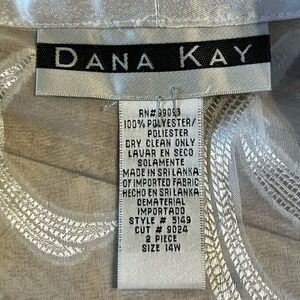 DANA KAY
RN#99093
100% POLYESTER/
POLIESTER
DRY CLEAN ONLY
LAVAR EN SECO
SOLAMENTE
MADE IN SRI LANKA
OF IMPORTED FABRIC
HECHO EN SRI LANKA
DEMATERIAL
IMPORTADO
STYLE # 5149
CUT # 9024
2 PIECE
SIZE 14W